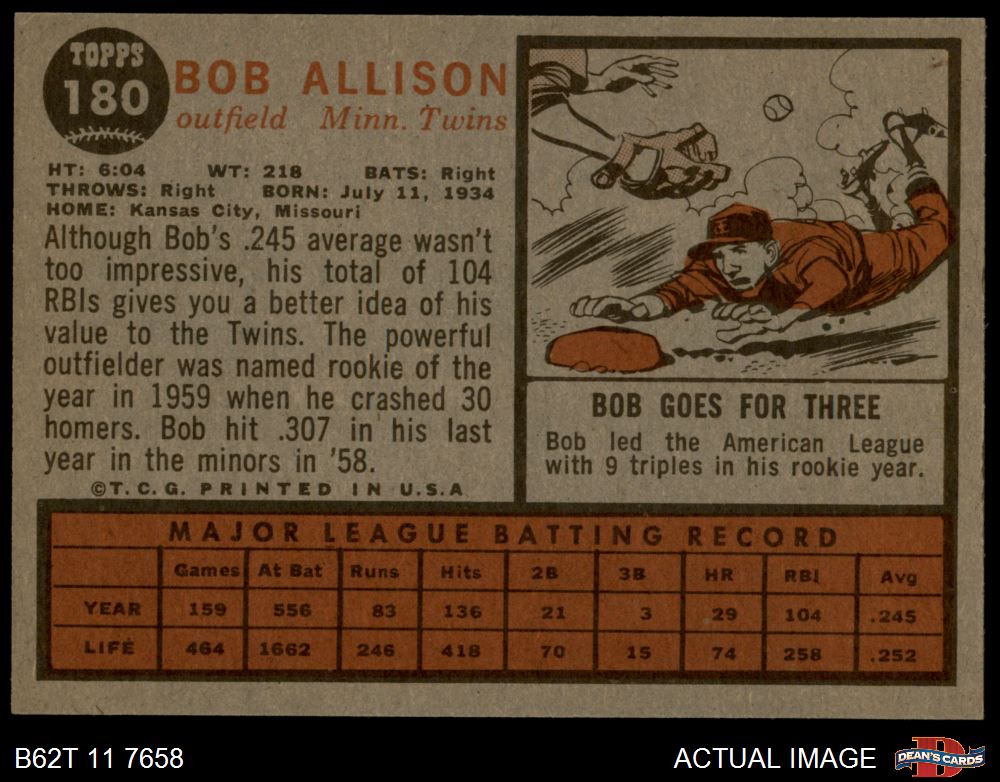 TOPPS
180
BOB ALLISON
outfield Minn. Twins
HT: 6:04 WT: 218 BATS: Right
THROWS: Right BORN: July 11, 1934
HOME: Kansas City, Missouri
Although Bob's .245 average wasn't
too impressive, his total of 104
RBIs gives you a better idea of his
value to the Twins. The powerful
outfielder was named rookie of the
year in 1959 when he crashed 30
homers. Bob hit .307 in his last
year in the minors in '58.
©T.C.G. PRINTED IN U.S.A
BOB GOES FOR THREE
Bob led the American League
with 9 triples in his rookie year.
MAJOR LEAGUE BATTING RECORD
Games At Bat Runs Hits 2B 3B HR RBI Avg
YEAR 159 556 83 136 21 3 29 104 .245
LIFE 464 1662 246 418 70 15 74 258 .252
B62T 11 7658
ACTUAL IMAGE
D
DEAN'S CARDS